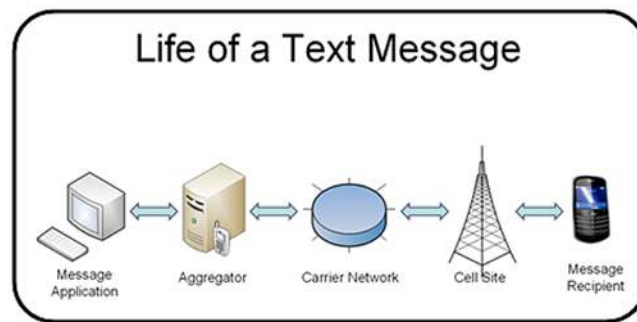 Life of a Text Message
Message
Application
Aggregator
Carrier Network
Cell Site
Message
Recipient